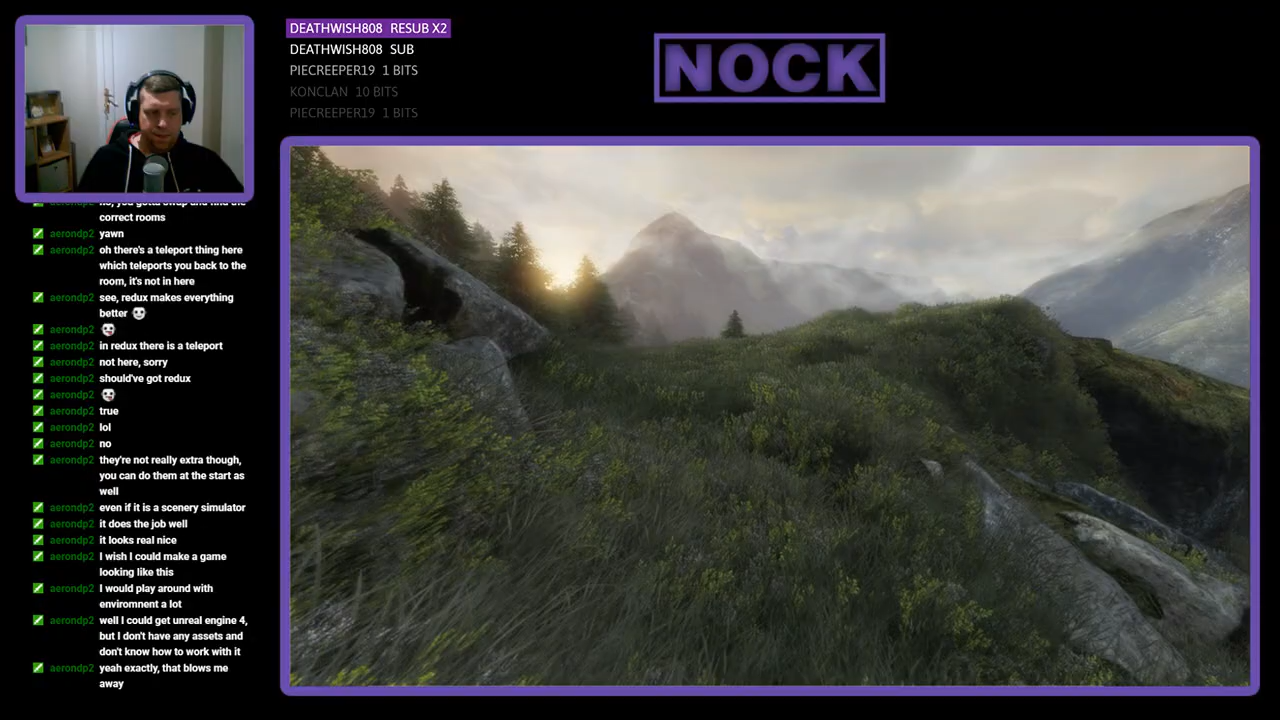 DEATHWISH808 RESUB X2
DEATHWISH808 SUB
PIECREEPER19 1 BITS
KONCLAN 10 BITS
PIECREEPER19 1 BITS
NOCK
correct rooms
aerondp2 yawn
aerondp2 oh there's a teleport thing here
which teleports you back to the
room, it's not in here
aerondp2 see, redux makes everything
better
aerondp2
aerondp2 in redux there is a teleport
aerondp2 not here, sorry
aerondp2 should've got redux
aerondp2
aerondp2 true
aerondp2 lol
aerondp2 no
aerondp2 they're not really extra though,
you can do them at the start as
well
aerondp2 even if it is a scenery simulator
aerondp2 it does the job well
aerondp2 it looks real nice
aerondp2 I wish I could make a game
looking like this
aerondp2 I would play around with
enviromnent a lot
aerondp2 well I could get unreal engine 4,
but I don't have any assets and
don't know how to work with it
aerondp2 yeah exactly, that blows me
away